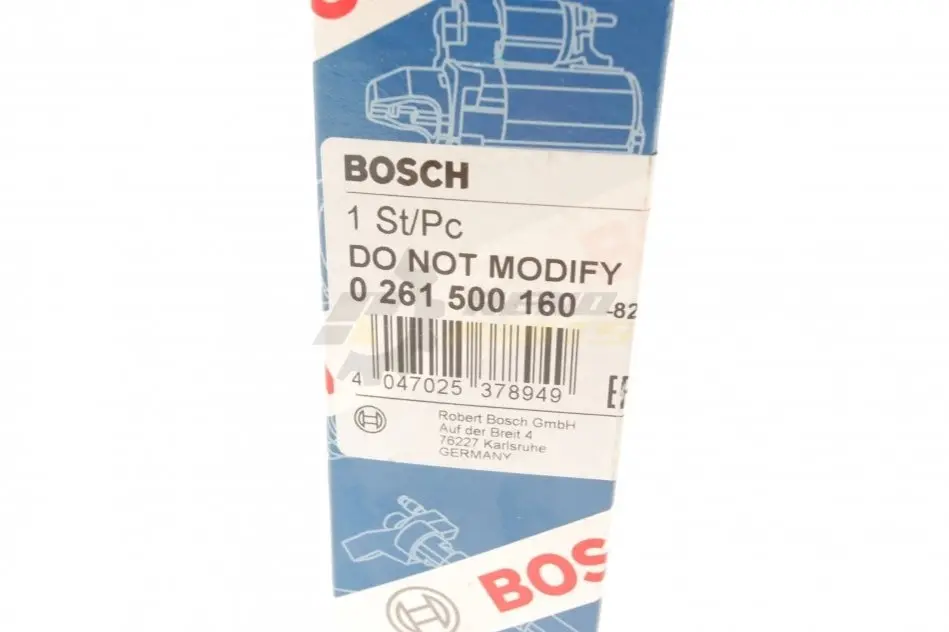 BOSCH
1 St/Pc
DO NOT MODIFY
0 261 500 160 -82
4 047025 378949
Robert Bosch GmbH
Auf der Breit 4
76227 Karlsruhe
GERMANY
BOS